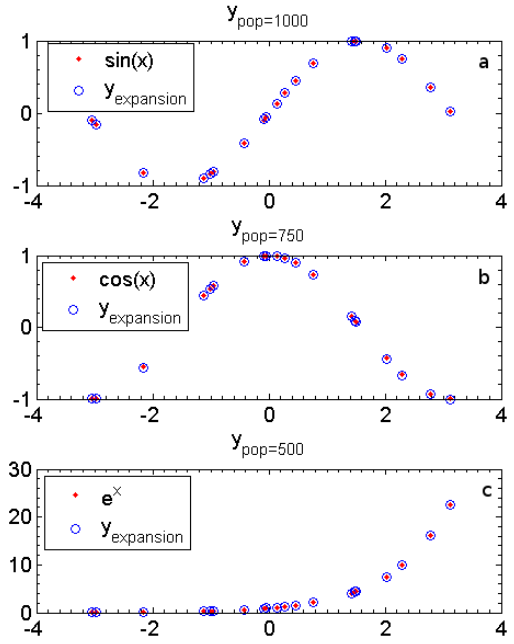 y_pop=1000
1
0
-1
sin(x)
y_expansion
a
-4 -2 0 2 4
y_pop=750
1
0
-1
cos(x)
y_expansion
b
-4 -2 0 2 4
y_pop=500
30
20
10
0
e^x
y_expansion
c
-4 -2 0 2 4